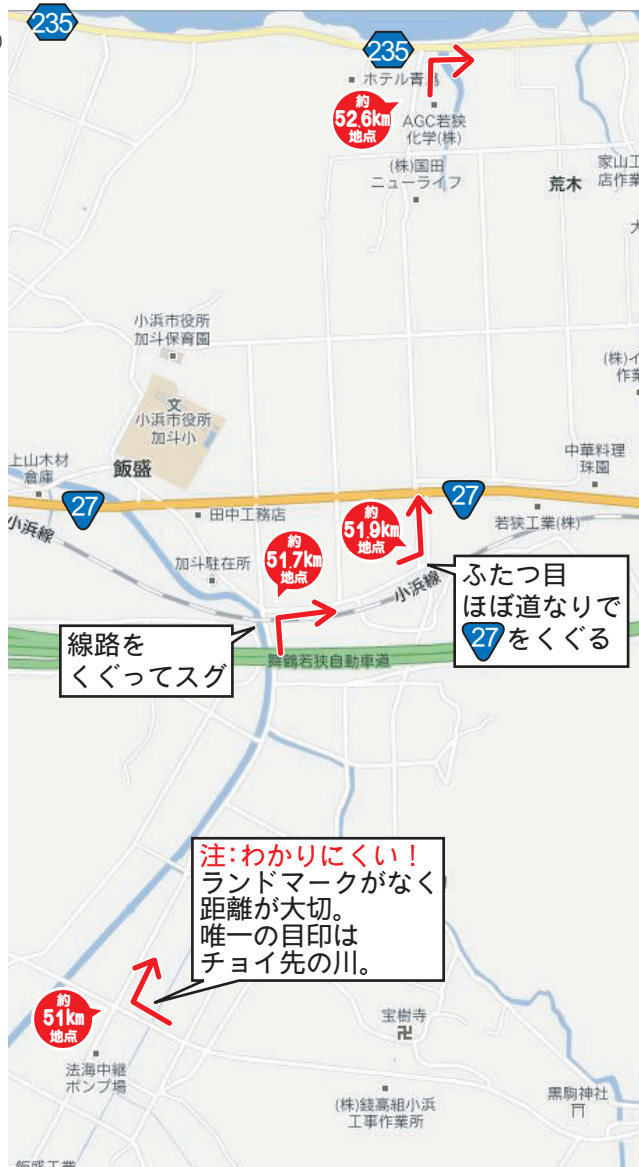 235
235
ホテル青
約
52.6km
地点
AGC若狭
化学(株)
(株)国田
ニューライフ
荒木
家山工
店作業
小浜市役所
加斗保育園
(株)イ
作業
文
小浜市役所
加斗小
上山木材
倉庫
飯盛
中華料理
珠園
27
27
小浜線
田中工務店
約
51.9km
地点
若狭工業(株)
約
51.7km
地点
加斗駐在所
小浜線
ふたつ目
ほぼ道なりで
27をくぐる
線路を
くぐってスグ
舞鶴若狭自動車道
注:わかりにくい!
ランドマークがなく
距離が大切。
唯一の目印は
チョイ先の川。
約
51km
地点
宝樹寺
卍
法海中継
ポンプ場
(株)錢高組小浜
工事作業所
黒駒神社
飯盛工業